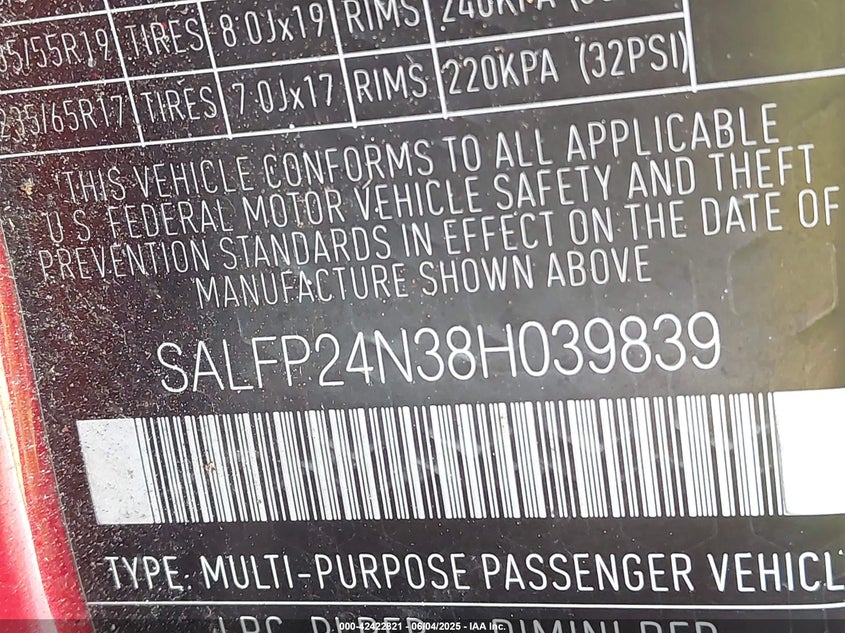 55R19 TIRES 8.0Jx19 RIMS 240KPA
235/65R17 TIRES 7.0Jx17 RIMS 220KPA (32PSI)
THIS VEHICLE CONFORMS TO ALL APPLICABLE
U.S. FEDERAL MOTOR VEHICLE SAFETY AND THEFT
PREVENTION STANDARDS IN EFFECT ON THE DATE OF
MANUFACTURE SHOWN ABOVE
SALFP24N38H039839
TYPE. MULTI-PURPOSE PASSENGER VEHICL
000-42422821 - 06/04/2025 - IAA Inc.